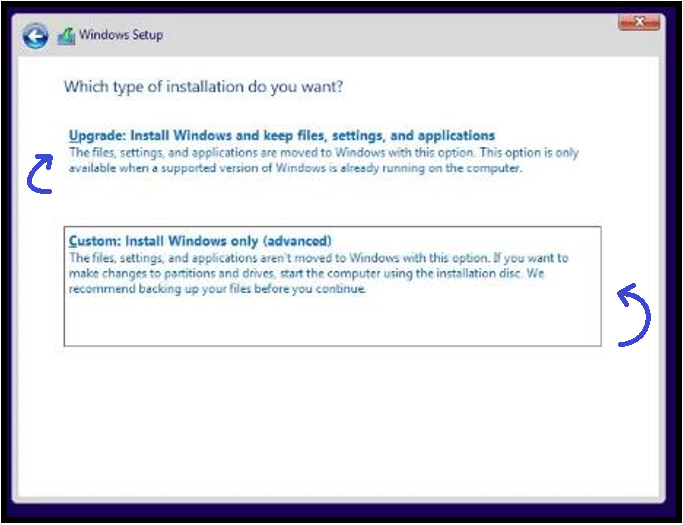 Windows Setup
Which type of installation do you want?
Upgrade: Install Windows and keep files, settings, and applications
The files, settings, and applications are moved to Windows with this option. This option is only
available when a supported version of Windows is already running on the computer.
Custom: Install Windows only (advanced)
The files, settings, and applications aren't moved to Windows with this option. If you want to
make changes to partitions and drives, start the computer using the installation disc. We
recommend backing up your files before you continue.